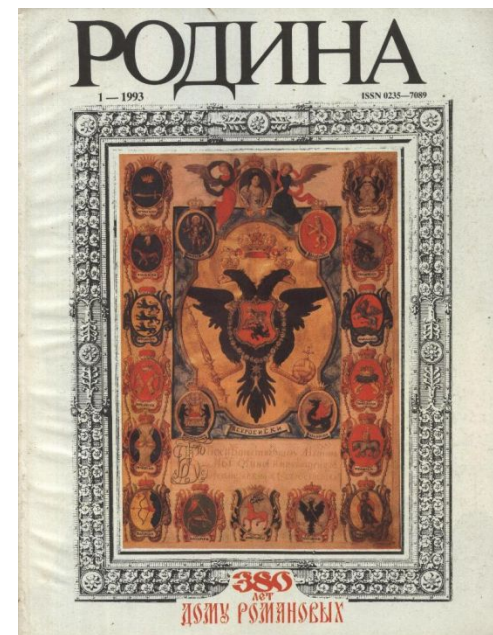 РОДИНА
1 — 1993
ISSN 0235—7089
380
ЛЕТ
ДОМУ РОМАНОВЫХ